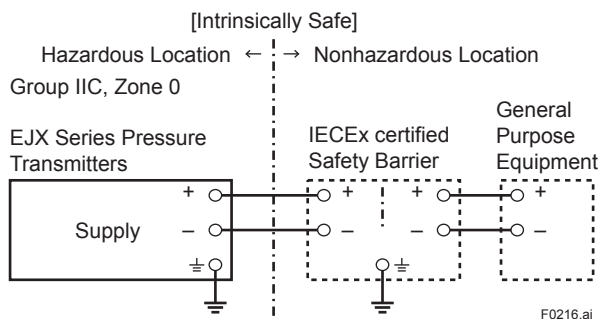 [Intrinsically Safe]
Hazardous Location ← → Nonhazardous Location
Group IIC, Zone 0
EJX Series Pressure
Transmitters
IECEx certified
Safety Barrier
General
Purpose
Equipment
+ + + +
Supply
– – – –
F0216.ai